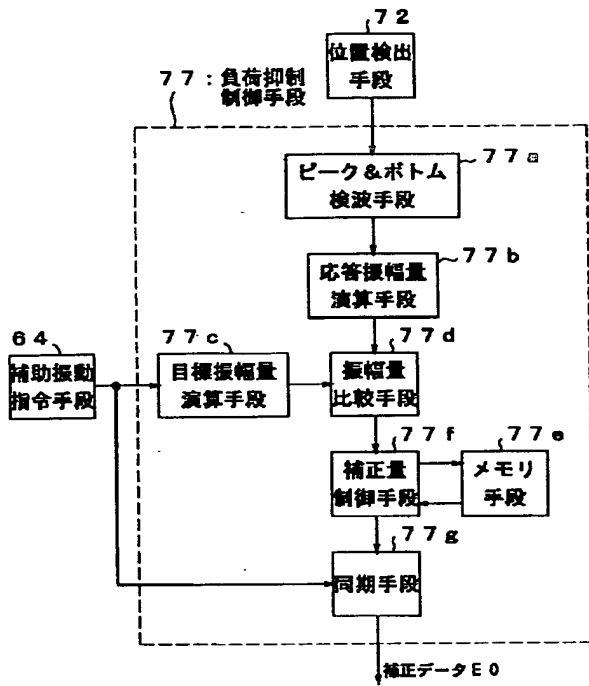 72
位置検出
手段
77:負荷抑制
制御手段
77a
ピーク&ボトム
検波手段
77b
応答振幅量
演算手段
64
補助振動
指令手段
77c
目標振幅量
演算手段
77d
振幅量
比較手段
77f
補正量
制御手段
77e
メモリ
手段
77g
同期手段
補正データE0